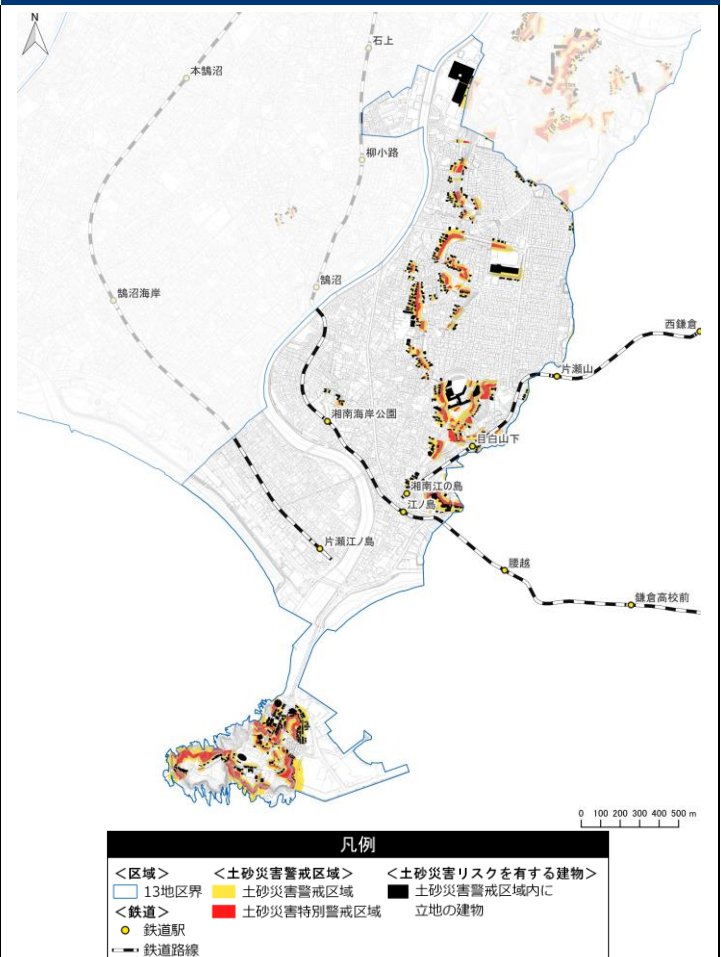 N
石上
本鵠沼
柳小路
鵠沼
鵠沼海岸
西鎌倉
片瀬山
湘南海岸公園
目白山下
湘南江の島
江ノ島
片瀬江ノ島
腰越
鎌倉高校前
0 100 200 300 400 500 m
凡例
＜区域＞ ＜土砂災害警戒区域＞ ＜土砂災害リスクを有する建物＞
13地区界 土砂災害警戒区域 土砂災害警戒区域内に
＜鉄道＞ 土砂災害特別警戒区域 立地の建物
鉄道駅
鉄道路線